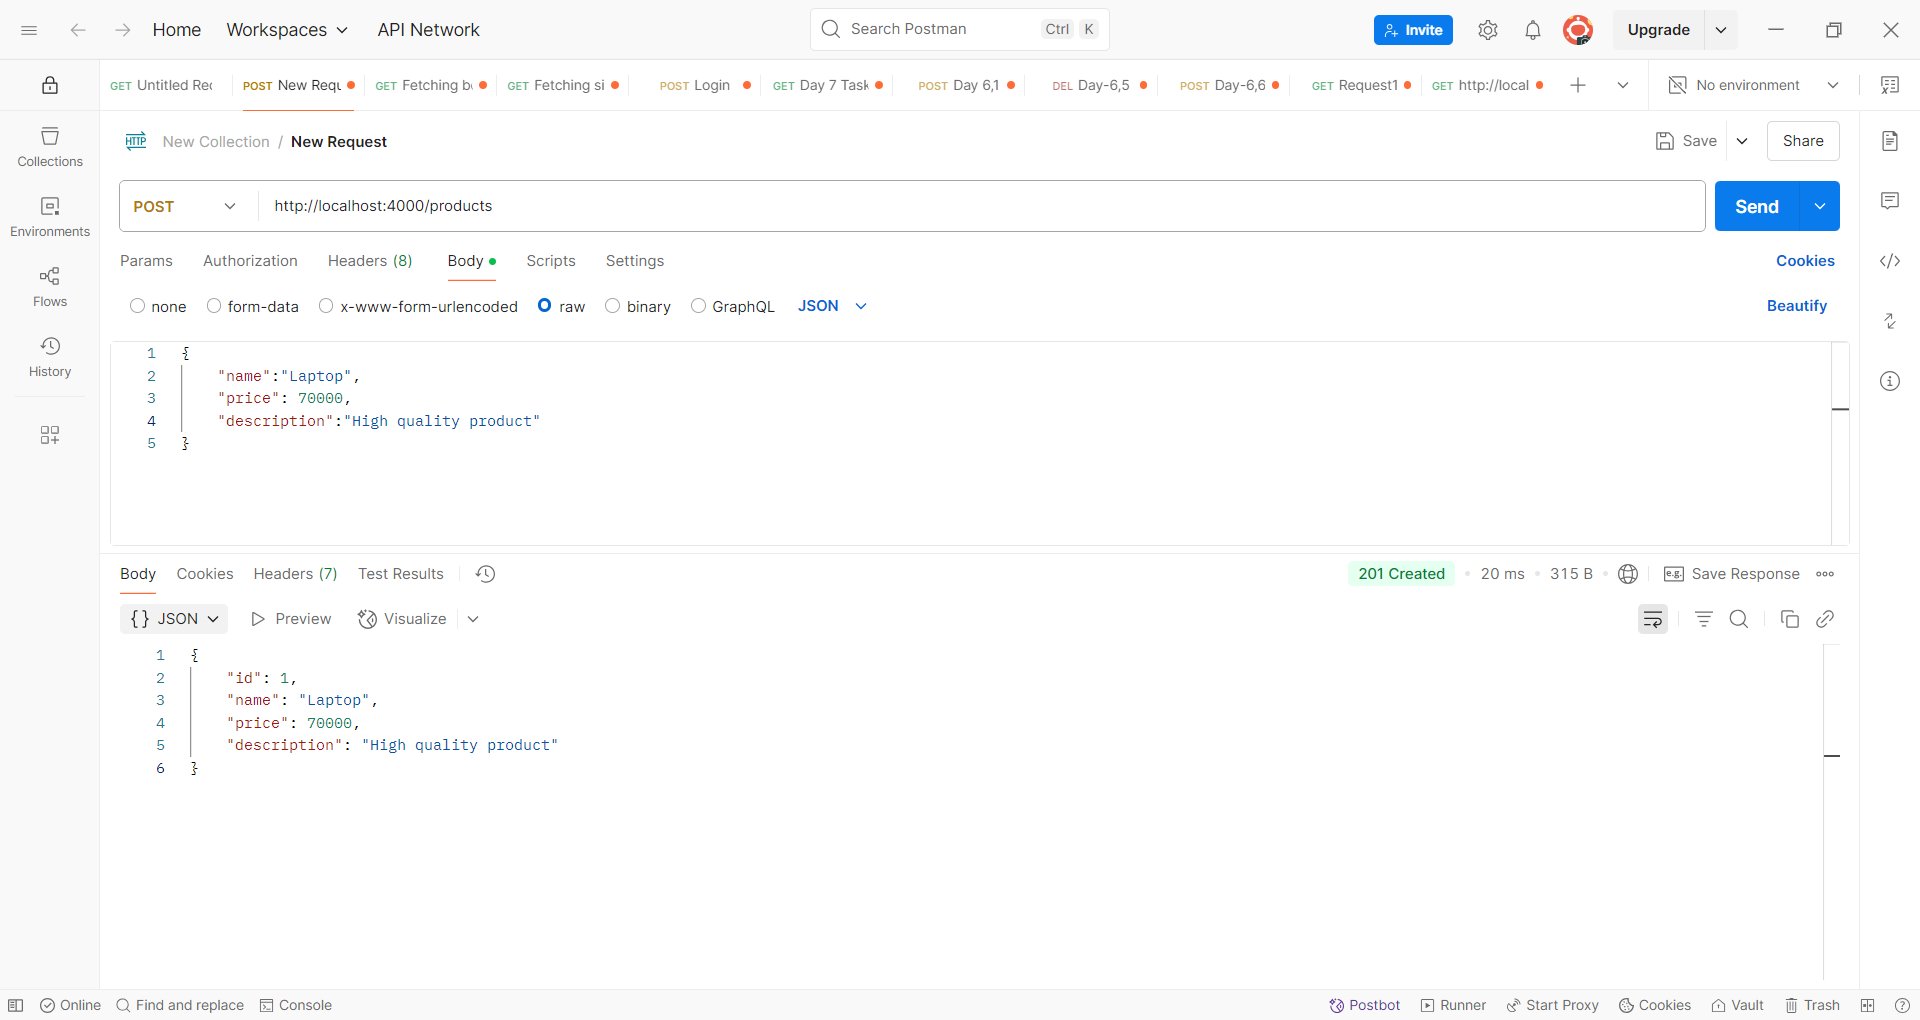 Home Workspaces API Network Search Postman Ctrl K Invite Upgrade
GET Untitled Rec POST New Requ GET Fetching b GET Fetching si POST Login GET Day 7 Task POST Day 6,1 DEL Day-6,5 POST Day-6,6 GET Request1 GET http://local No environment
HTTP New Collection / New Request Save Share
POST http://localhost:4000/products Send
Params Authorization Headers (8) Body Scripts Settings Cookies
none form-data x-www-form-urlencoded raw binary GraphQL JSON Beautify
Collections
Environments
Flows
History
1 {
2 "name":"Laptop",
3 "price": 70000,
4 "description":"High quality product"
5 }
Body Cookies Headers (7) Test Results 201 Created 20 ms 315 B e.g. Save Response
{} JSON Preview Visualize
1 {
2 "id": 1,
3 "name": "Laptop",
4 "price": 70000,
5 "description": "High quality product"
6 }
Online Find and replace Console Postbot Runner Start Proxy Cookies Vault Trash